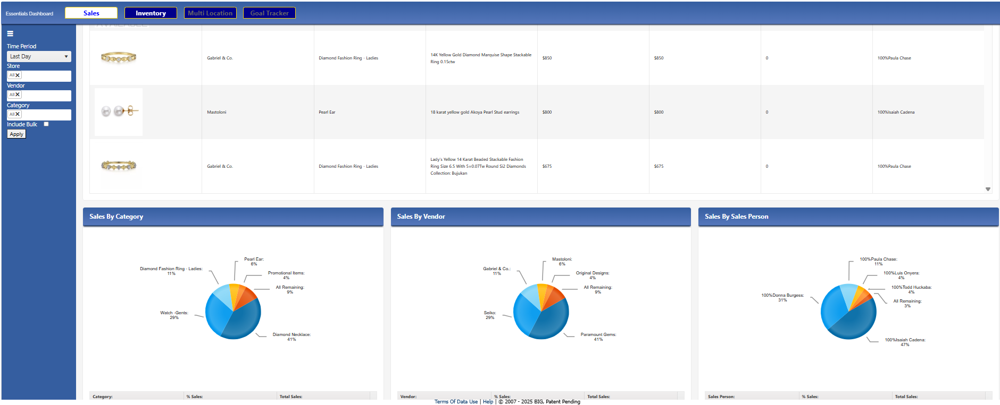 Essentials Dashboard
Sales
Inventory
Multi Location
Goal Tracker
Time Period
Last Day
Store
All
Vendor
All
Category
All
Include Bulk
Apply
AVAILABLE
Gabriel & Co.
Diamond Fashion Ring - Ladies
14K Yellow Gold Diamond Marquise Shape Stackable
Ring 0.15ctw
$850
$850
0
100%Paula Chase
Mastoloni
Pearl Ear
18 karat yellow gold Akoya Pearl Stud earrings
$800
$800
0
100%Isaiah Cadena
Gabriel & Co.
Diamond Fashion Ring - Ladies
Lady's Yellow 14 Karat Beaded Stackable Fashion
Ring Size 6.5 With 5=0.07Tw Round Si2 Diamonds
Collection: Bujukan
$675
$675
0
100%Paula Chase
Sales By Category
Pearl Ear:
6%
Diamond Fashion Ring - Ladies:
11%
Promotional Items:
4%
All Remaining:
9%
Watch -Gents:
29%
Diamond Necklace:
41%
Category:
% Sales:
Total Sales:
Sales By Vendor
Mastoloni:
6%
Gabriel & Co.:
11%
Original Designs:
4%
All Remaining:
9%
Seiko:
29%
Paramount Gems:
41%
Vendor:
% Sales:
Total Sales:
Sales By Sales Person
100%Paula Chase:
11%
100%Luis Onyera:
4%
100%Todd Huckaba:
4%
100%Donna Burgess:
31%
All Remaining:
3%
100%Isaiah Cadena:
47%
Sales Person:
% Sales:
Total Sales:
Terms Of Data Use | Help | © 2007 - 2025 BIG, Patent Pending